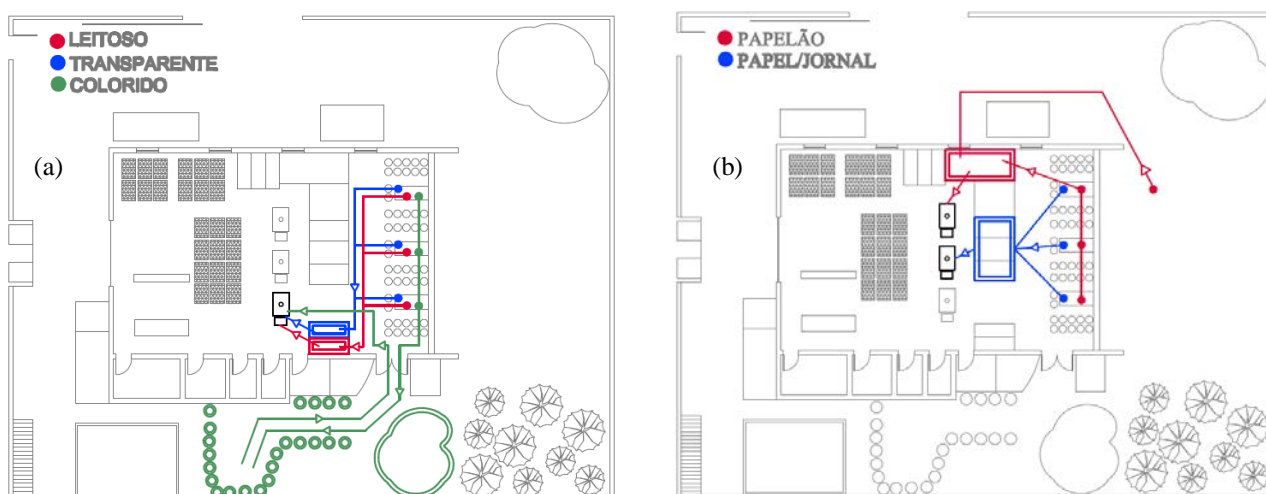 LEITOSO
TRANSPARENTE
COLORIDO
(a)
PAPELÃO
PAPEL/JORNAL
(b)